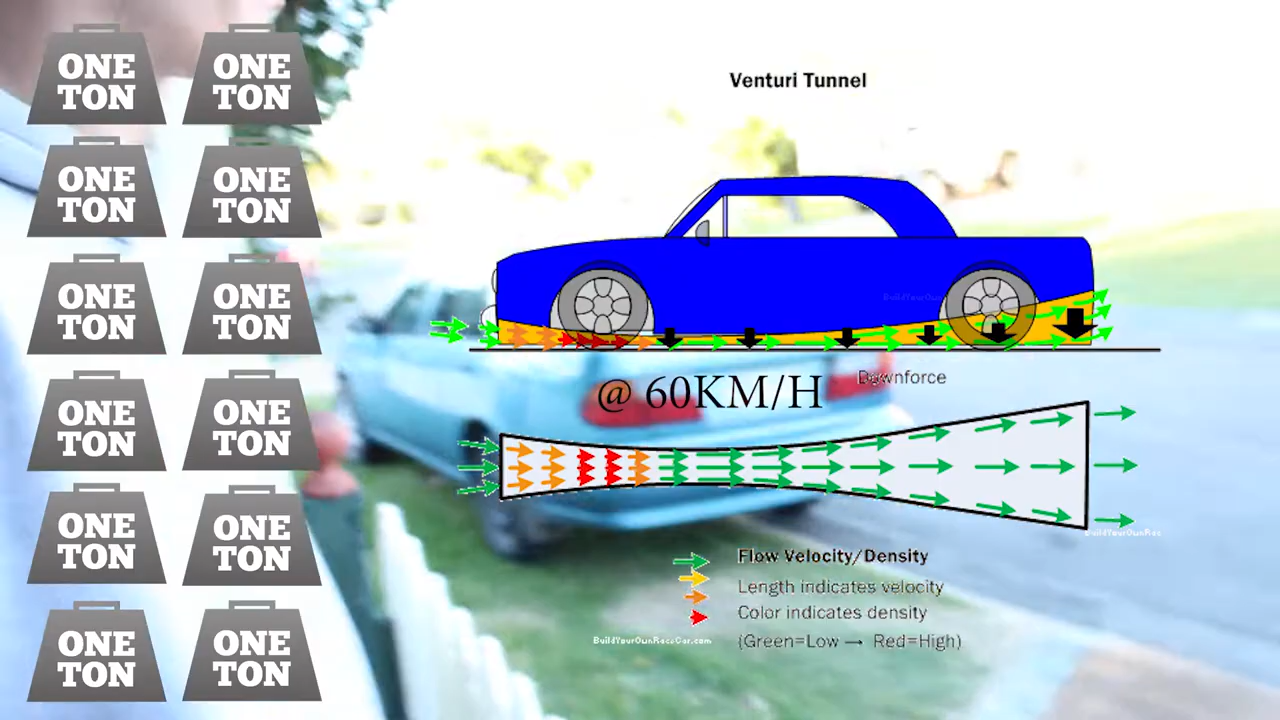 ONE
TON
ONE
TON
ONE
TON
ONE
TON
ONE
TON
ONE
TON
ONE
TON
ONE
TON
ONE
TON
ONE
TON
ONE
TON
ONE
TON
Venturi Tunnel
@ 60KM/H
Downforce
BuildYourOwnRac
Flow Velocity/Density
Length indicates velocity
Color indicates density
(Green=Low → Red=High)
BuildYourOwnRaceCar.com